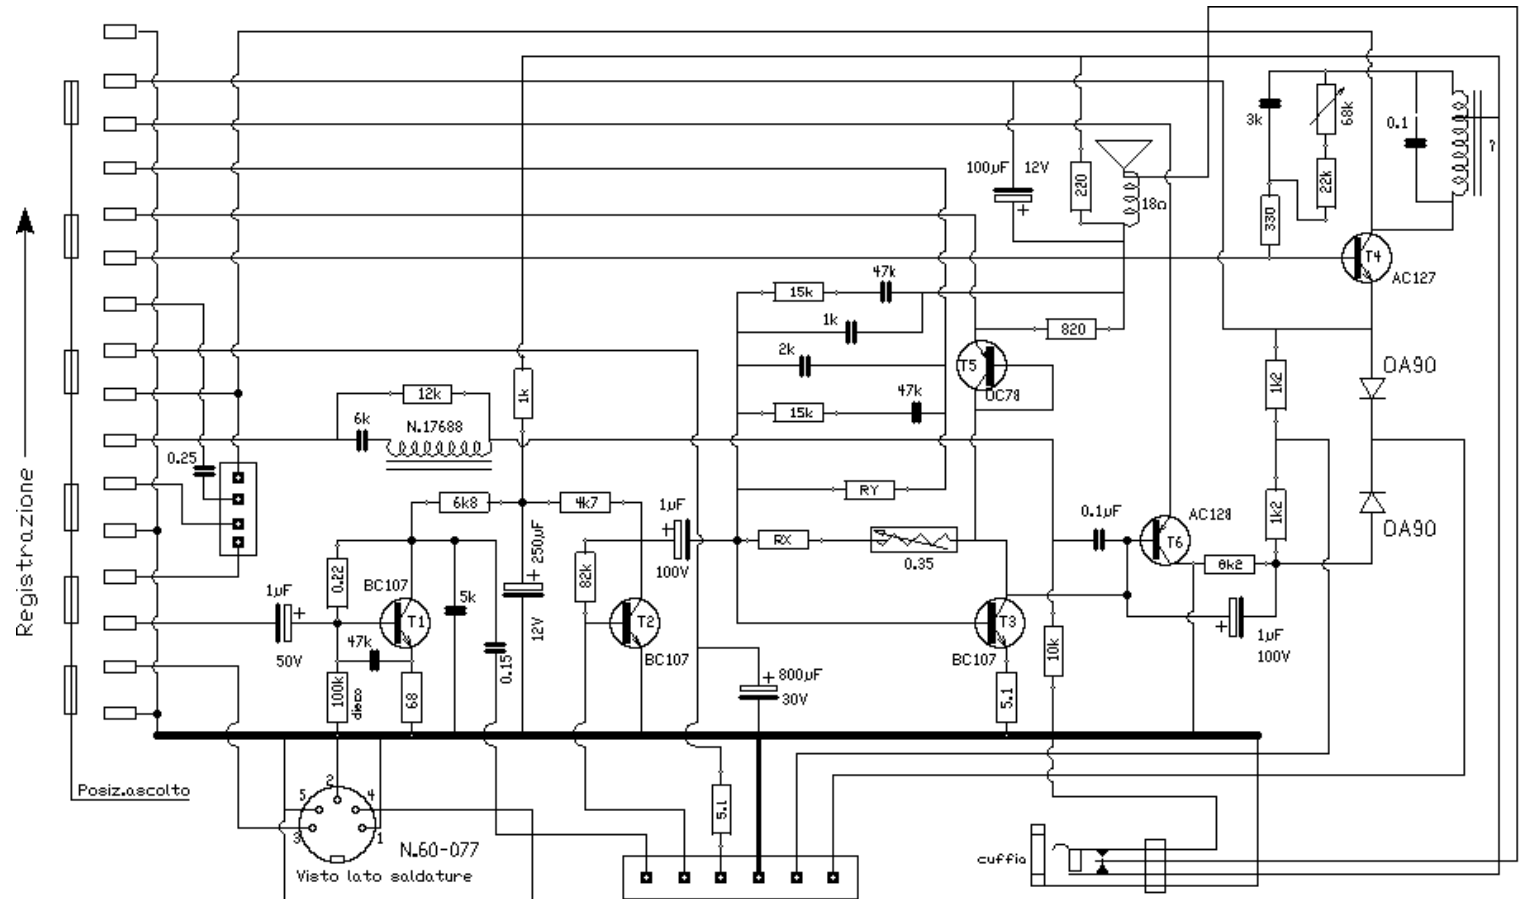 3k
68k
0.1
?
100µF 12V
220
18Ω
22k
330
T4
AC127
47k
15k
1k
820
2k
T5
OC78
1k2
OA90
12k
1k
47k
15k
6k
N.17688
0.25
6k8
4k7
1µF
RY
0.1µF
AC128
1k2
OA90
Registrazione
250µF
100V
RX
0.35
T6
8k2
0.22
BC107
82k
1µF
5k
T1
12V
T2
T3
1µF
100V
50V
47k
0.15
BC107
BC107
10k
100k
disco
68
800µF
30V
5.1
Posiz.ascolto
2
5
4
3
1
5.1
N.60-077
Visto lato saldature
cuffia